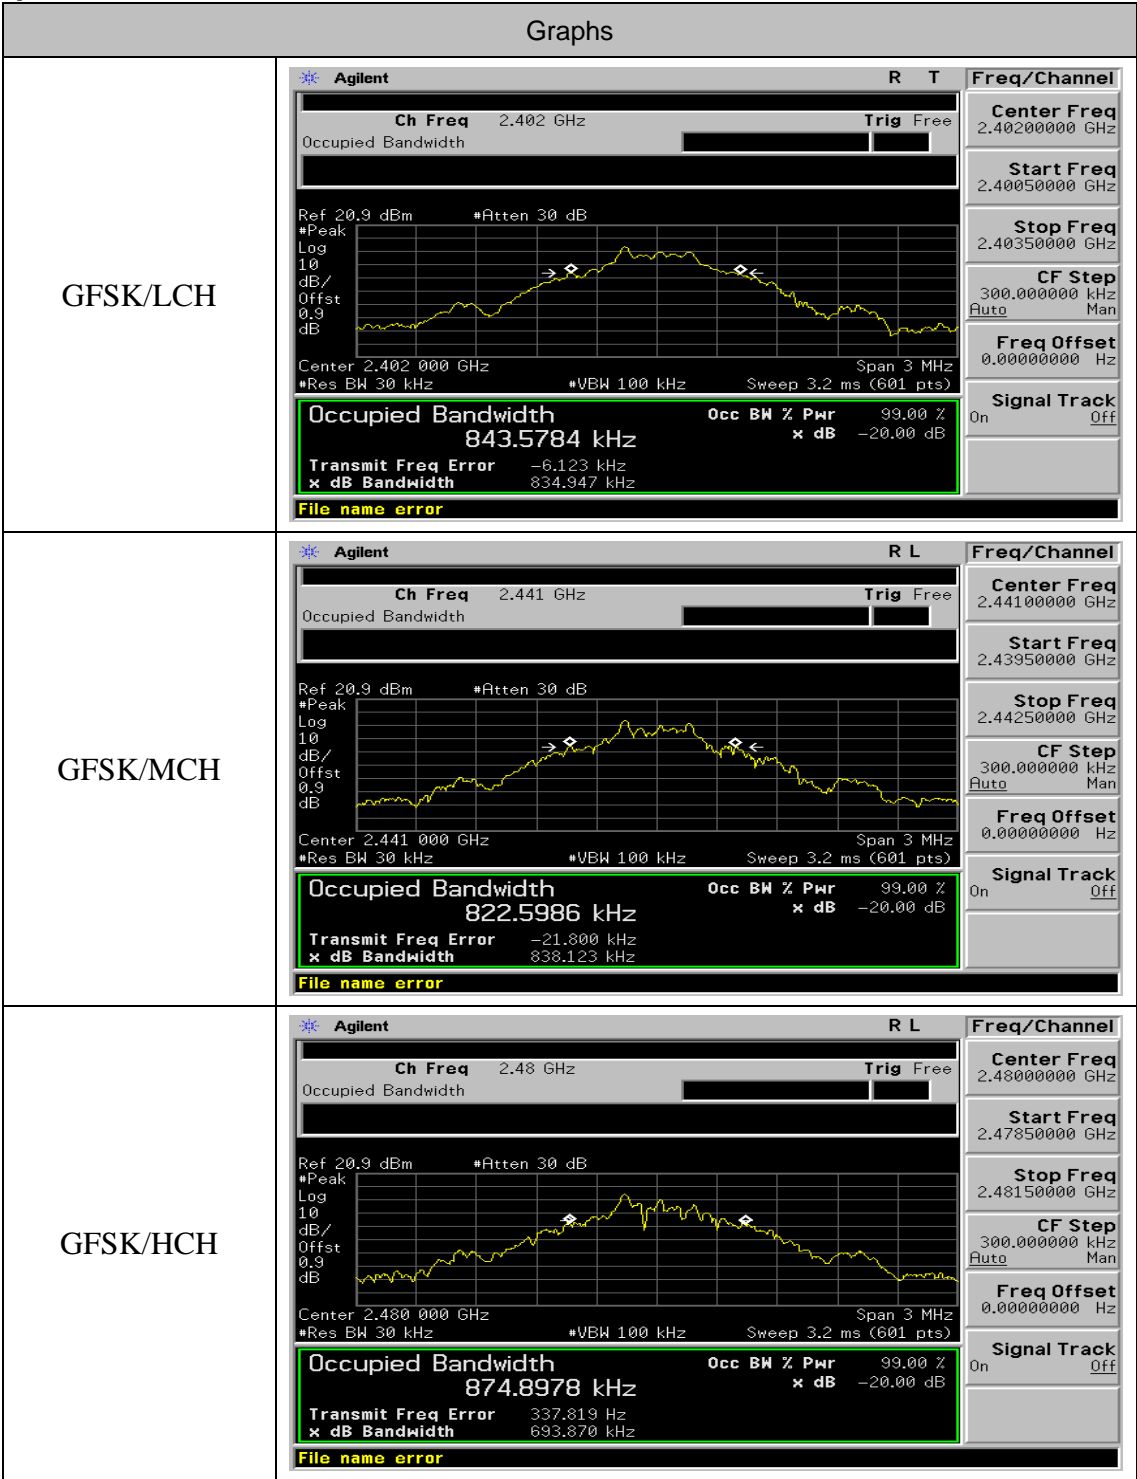 Graphs
GFSK/LCH
Agilent R T Freq/Channel
Ch Freq 2.402 GHz Trig Free
Occupied Bandwidth
Center Freq
2.40200000 GHz
Start Freq
2.40050000 GHz
Stop Freq
2.40350000 GHz
CF Step
300.000000 kHz
Auto Man
Freq Offset
0.00000000 Hz
Signal Track
On Off
Ref 20.9 dBm #Atten 30 dB
#Peak
Log
10
dB/
Offst
0.9
dB
Center 2.402 000 GHz Span 3 MHz
#Res BW 30 kHz #VBW 100 kHz Sweep 3.2 ms (601 pts)
Occupied Bandwidth Occ BW % Pwr 99.00 %
843.5784 kHz x dB -20.00 dB
Transmit Freq Error -6.123 kHz
x dB Bandwidth 834.947 kHz
File name error
GFSK/MCH
Agilent R L Freq/Channel
Ch Freq 2.441 GHz Trig Free
Occupied Bandwidth
Center Freq
2.44100000 GHz
Start Freq
2.43950000 GHz
Stop Freq
2.44250000 GHz
CF Step
300.000000 kHz
Auto Man
Freq Offset
0.00000000 Hz
Signal Track
On Off
Ref 20.9 dBm #Atten 30 dB
#Peak
Log
10
dB/
Offst
0.9
dB
Center 2.441 000 GHz Span 3 MHz
#Res BW 30 kHz #VBW 100 kHz Sweep 3.2 ms (601 pts)
Occupied Bandwidth Occ BW % Pwr 99.00 %
822.5986 kHz x dB -20.00 dB
Transmit Freq Error -21.800 kHz
x dB Bandwidth 838.123 kHz
File name error
GFSK/HCH
Agilent R L Freq/Channel
Ch Freq 2.48 GHz Trig Free
Occupied Bandwidth
Center Freq
2.48000000 GHz
Start Freq
2.47850000 GHz
Stop Freq
2.48150000 GHz
CF Step
300.000000 kHz
Auto Man
Freq Offset
0.00000000 Hz
Signal Track
On Off
Ref 20.9 dBm #Atten 30 dB
#Peak
Log
10
dB/
Offst
0.9
dB
Center 2.480 000 GHz Span 3 MHz
#Res BW 30 kHz #VBW 100 kHz Sweep 3.2 ms (601 pts)
Occupied Bandwidth Occ BW % Pwr 99.00 %
874.8978 kHz x dB -20.00 dB
Transmit Freq Error 337.819 Hz
x dB Bandwidth 693.870 kHz
File name error